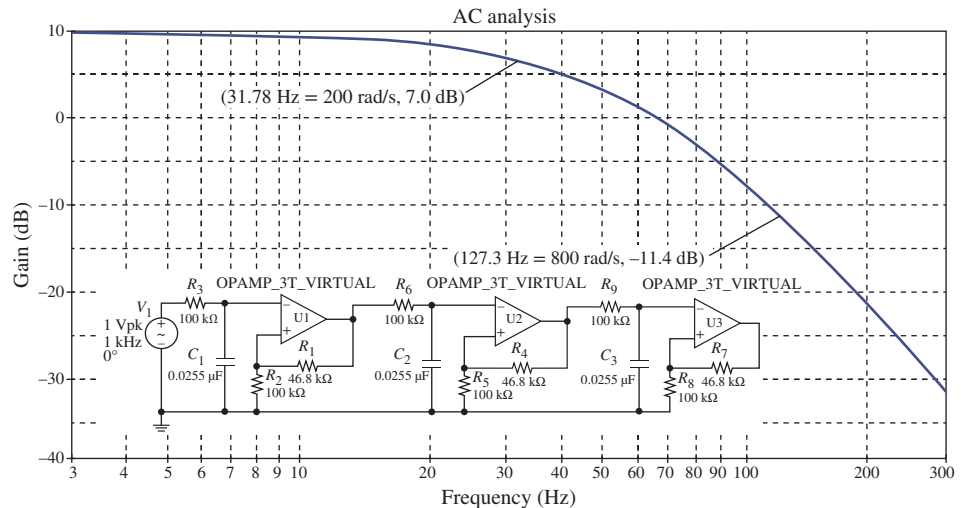 AC analysis
10
0
−10
−20
−30
−40
Gain (dB)
(31.78 Hz = 200 rad/s, 7.0 dB)
(127.3 Hz = 800 rad/s, −11.4 dB)
V1
1 Vpk
1 kHz
0°
R3
100 kΩ
C1
0.0255 µF
OPAMP_3T_VIRTUAL
U1
R1
46.8 kΩ
R2
100 kΩ
R6
100 kΩ
C2
0.0255 µF
OPAMP_3T_VIRTUAL
U2
R4
46.8 kΩ
R5
100 kΩ
R9
100 kΩ
C3
0.0255 µF
OPAMP_3T_VIRTUAL
U3
R7
46.8 kΩ
R8
100 kΩ
3 4 5 6 7 8 9 10 20 30 40 50 60 70 80 90 100 200 300
Frequency (Hz)